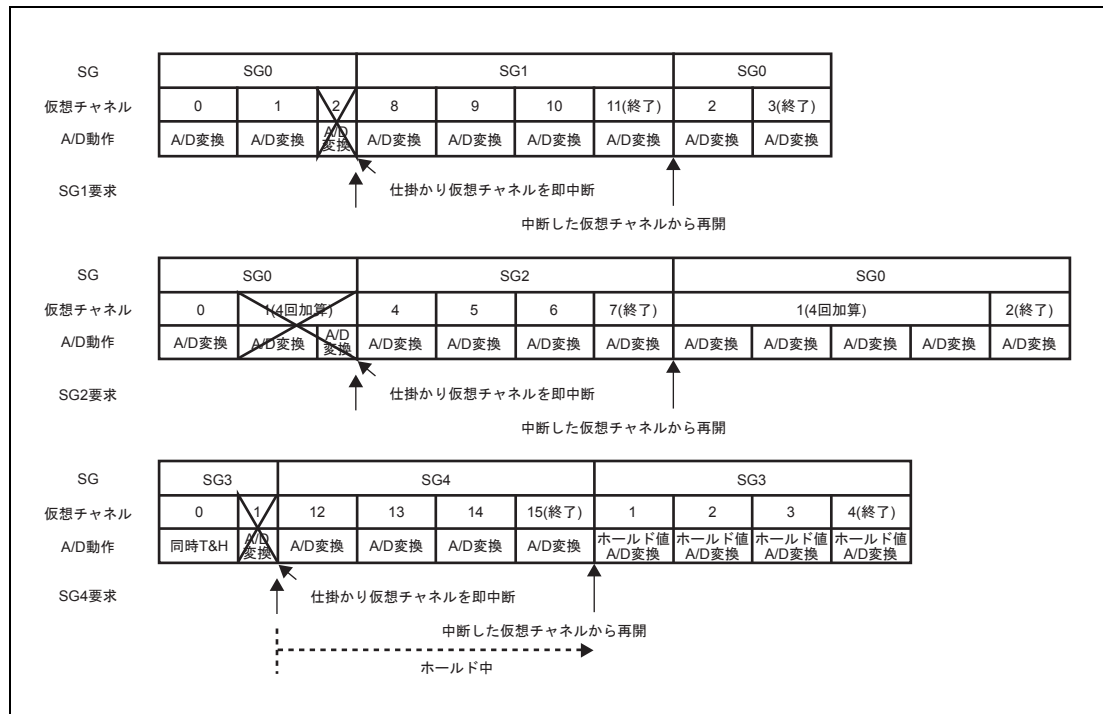 SG SG0 SG1 SG0
仮想チャネル 0 1 2 8 9 10 11(終了) 2 3(終了)
A/D動作 A/D変換 A/D変換 A/D変換 A/D変換 A/D変換 A/D変換 A/D変換 A/D変換 A/D変換
SG1要求 仕掛かり仮想チャネルを即中断
中断した仮想チャネルから再開
SG SG0 SG2 SG0
仮想チャネル 0 1(4回加算) 4 5 6 7(終了) 1(4回加算) 2(終了)
A/D動作 A/D変換 A/D変換 A/D変換 A/D変換 A/D変換 A/D変換 A/D変換 A/D変換 A/D変換 A/D変換 A/D変換 A/D変換
SG2要求 仕掛かり仮想チャネルを即中断
中断した仮想チャネルから再開
SG SG3 SG4 SG3
仮想チャネル 0 1 12 13 14 15(終了) 1 2 3 4(終了)
A/D動作 同時T&H A/D変換 A/D変換 A/D変換 A/D変換 A/D変換 ホールド値A/D変換 ホールド値A/D変換 ホールド値A/D変換 ホールド値A/D変換
SG4要求 仕掛かり仮想チャネルを即中断
中断した仮想チャネルから再開
ホールド中